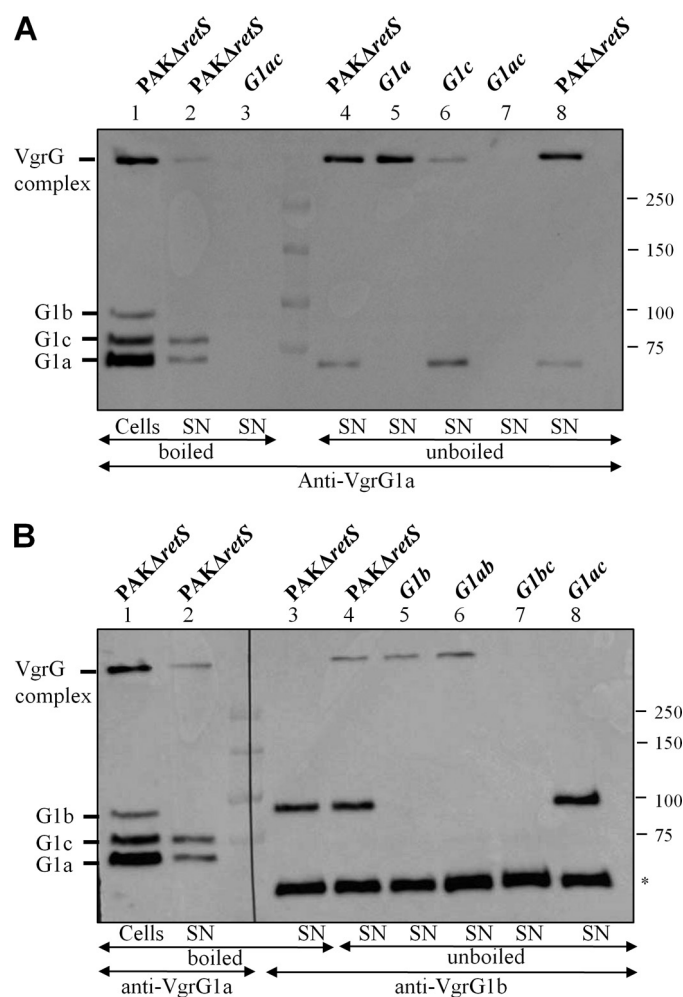 A
PAKΔretS PAKΔretS G1ac PAKΔretS G1a G1c G1ac PAKΔretS
1 2 3 4 5 6 7 8
VgrG
complex
250
150
G1b
100
G1c
75
G1a
Cells SN SN SN SN SN SN SN
boiled unboiled
Anti-VgrG1a
B
PAKΔretS PAKΔretS PAKΔretS PAKΔretS G1b G1ab G1bc G1ac
1 2 3 4 5 6 7 8
VgrG
complex
250
150
100
G1b
75
G1c
G1a
*
Cells SN SN SN SN SN SN SN
boiled unboiled
anti-VgrG1a anti-VgrG1b